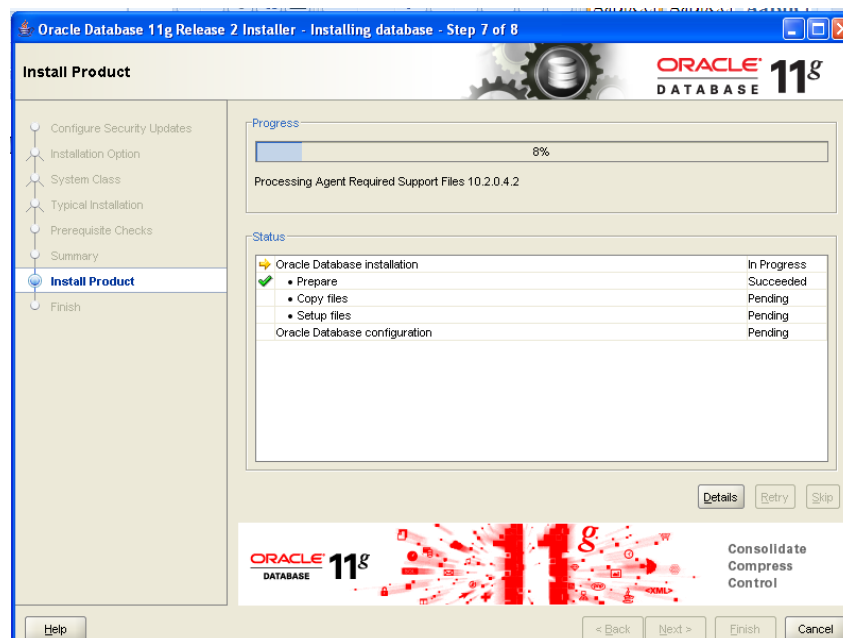 Oracle Database 11g Release 2 Installer - Installing database - Step 7 of 8
Install Product
ORACLE
DATABASE 11g
Configure Security Updates
Installation Option
System Class
Typical Installation
Prerequisite Checks
Summary
Install Product
Finish
Progress
8%
Processing Agent Required Support Files 10.2.0.4.2
Status
Oracle Database installation In Progress
• Prepare Succeeded
• Copy files Pending
• Setup files Pending
Oracle Database configuration Pending
Details Retry Skip
ORACLE
DATABASE 11g
11g
<XML>
Consolidate
Compress
Control
Help < Back Next > Finish Cancel